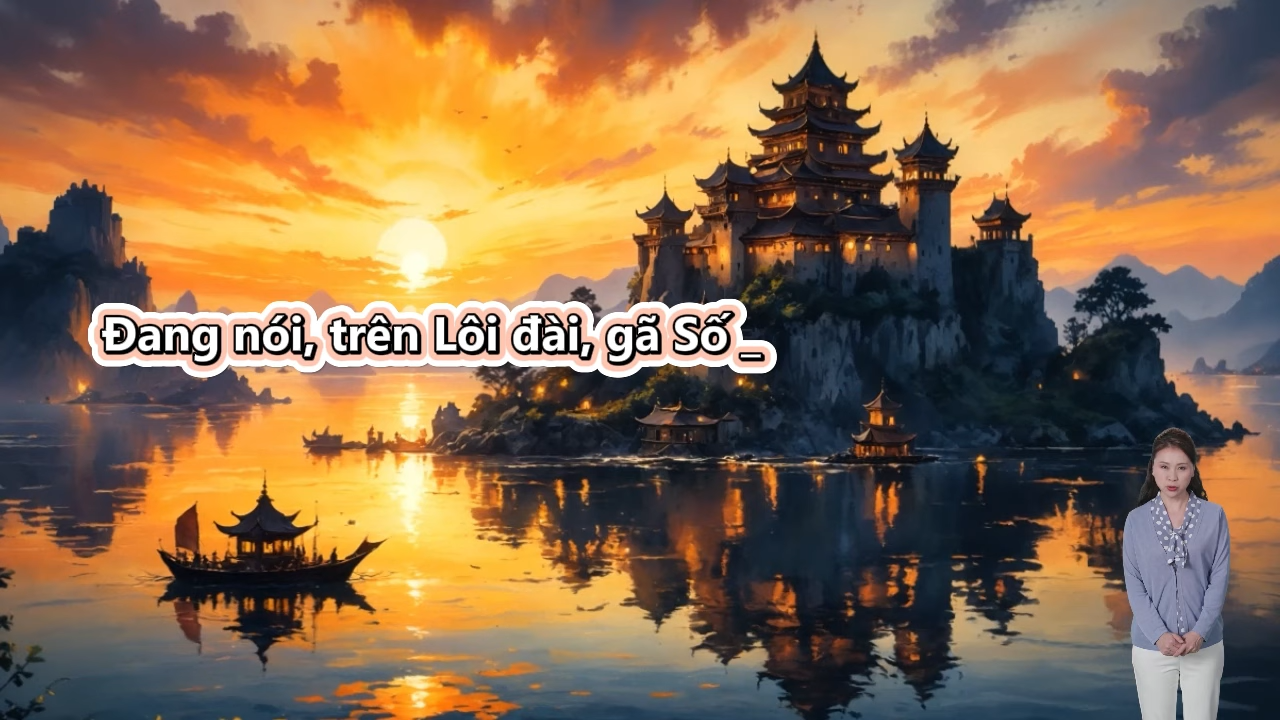 Đang nói, trên Lôi đài, gã Số _